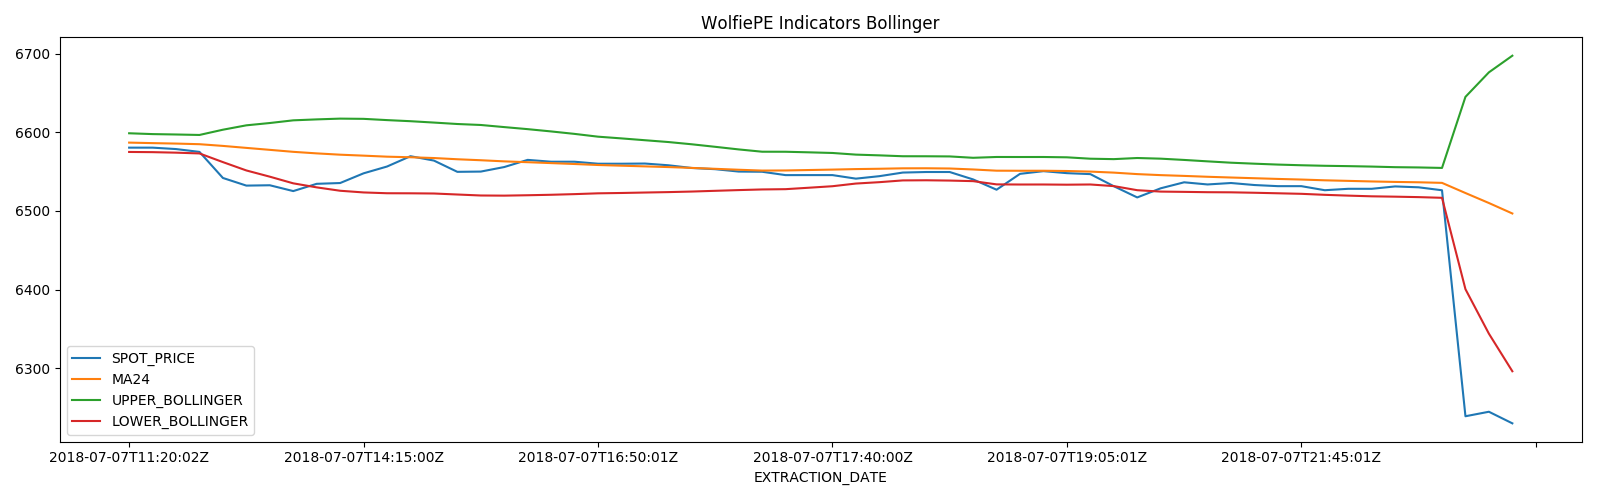 WolfiePE Indicators Bollinger
6700
6600
6500
6400
6300
SPOT_PRICE
MA24
UPPER_BOLLINGER
LOWER_BOLLINGER
2018-07-07T11:20:02Z 2018-07-07T14:15:00Z 2018-07-07T16:50:01Z 2018-07-07T17:40:00Z 2018-07-07T19:05:01Z 2018-07-07T21:45:01Z
EXTRACTION_DATE